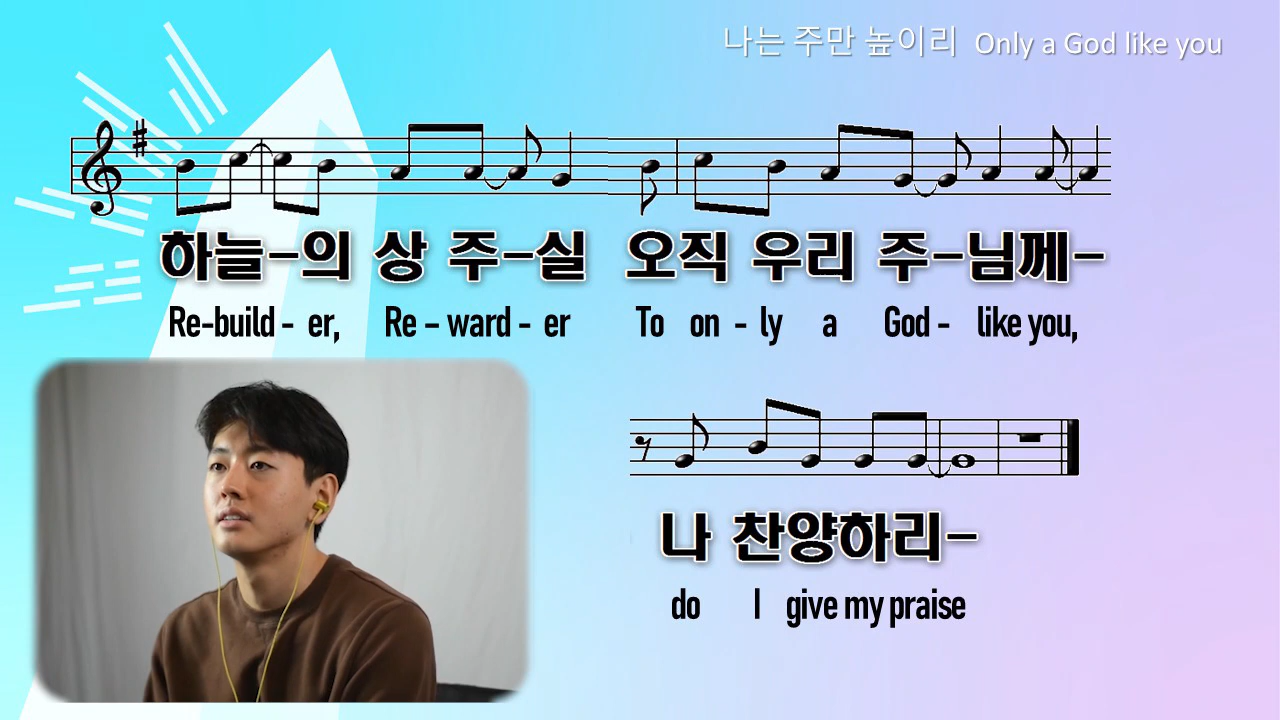 나는 주만 높이리 Only a God like you
하늘-의 상 주-실 오직 우리 주-님께-
Re-build - er, Re - ward - er To on - ly a God - like you,
나 찬양하리-
do I give my praise